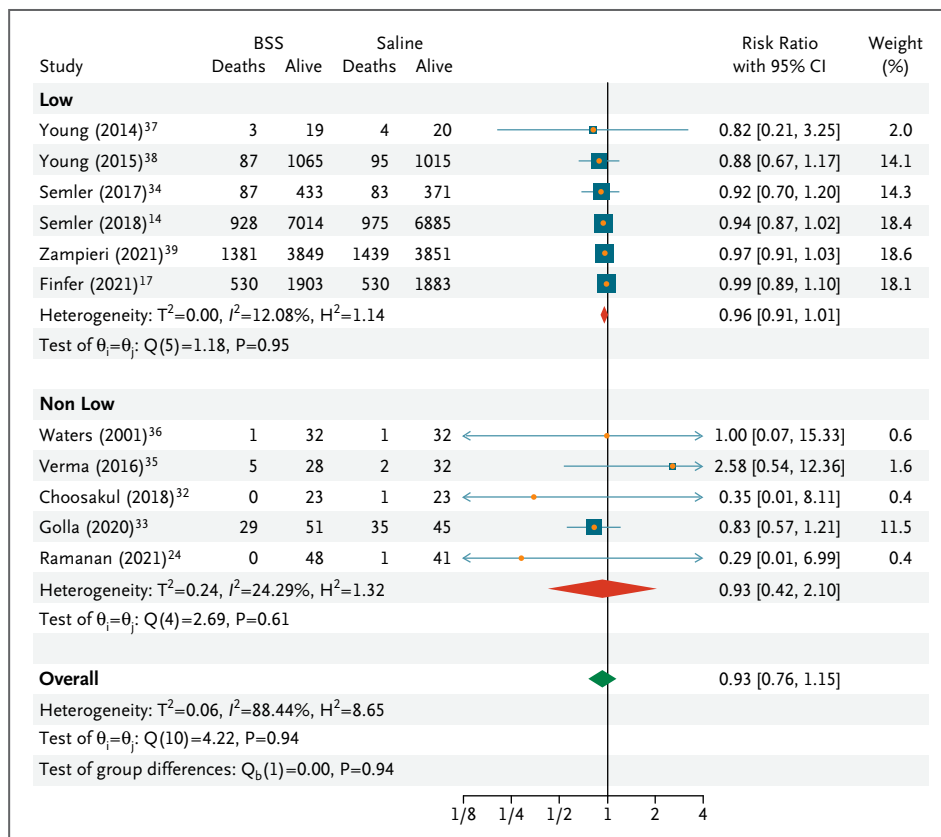 BSS Saline Risk Ratio Weight
Study Deaths Alive Deaths Alive with 95% CI (%)
Low
Young (2014)³⁷ 3 19 4 20 0.82 [0.21, 3.25] 2.0
Young (2015)³⁸ 87 1065 95 1015 0.88 [0.67, 1.17] 14.1
Semler (2017)³⁴ 87 433 83 371 0.92 [0.70, 1.20] 14.3
Semler (2018)¹⁴ 928 7014 975 6885 0.94 [0.87, 1.02] 18.4
Zampieri (2021)³⁹ 1381 3849 1439 3851 0.97 [0.91, 1.03] 18.6
Finfer (2021)¹⁷ 530 1903 530 1883 0.99 [0.89, 1.10] 18.1
Heterogeneity: T²=0.00, I²=12.08%, H²=1.14 0.96 [0.91, 1.01]
Test of θᵢ=θⱼ: Q(5)=1.18, P=0.95
Non Low
Waters (2001)³⁶ 1 32 1 32 1.00 [0.07, 15.33] 0.6
Verma (2016)³⁵ 5 28 2 32 2.58 [0.54, 12.36] 1.6
Choosakul (2018)³² 0 23 1 23 0.35 [0.01, 8.11] 0.4
Golla (2020)³³ 29 51 35 45 0.83 [0.57, 1.21] 11.5
Ramanan (2021)²⁴ 0 48 1 41 0.29 [0.01, 6.99] 0.4
Heterogeneity: T²=0.24, I²=24.29%, H²=1.32 0.93 [0.42, 2.10]
Test of θᵢ=θⱼ: Q(4)=2.69, P=0.61
Overall 0.93 [0.76, 1.15]
Heterogeneity: T²=0.06, I²=88.44%, H²=8.65
Test of θᵢ=θⱼ: Q(10)=4.22, P=0.94
Test of group differences: Q_b(1)=0.00, P=0.94
1/8 1/4 1/2 1 2 4